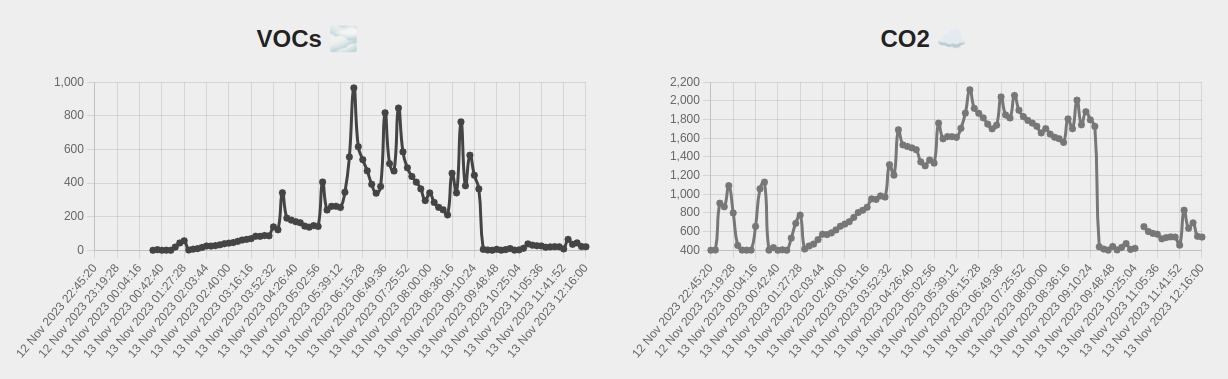 VOCs
1,000
800
600
400
200
0
12 Nov 2023 22:45:20
12 Nov 2023 23:19:28
13 Nov 2023 00:04:16
13 Nov 2023 00:42:40
13 Nov 2023 01:27:28
13 Nov 2023 02:03:44
13 Nov 2023 02:40:00
13 Nov 2023 03:16:16
13 Nov 2023 03:52:32
13 Nov 2023 04:26:40
13 Nov 2023 05:02:56
13 Nov 2023 05:39:12
13 Nov 2023 06:15:28
13 Nov 2023 06:49:36
13 Nov 2023 07:25:52
13 Nov 2023 08:00:00
13 Nov 2023 08:36:16
13 Nov 2023 09:10:24
13 Nov 2023 09:48:48
13 Nov 2023 10:25:04
13 Nov 2023 11:05:36
13 Nov 2023 11:41:52
13 Nov 2023 12:16:00
CO2
2,200
2,000
1,800
1,600
1,400
1,200
1,000
800
600
400
12 Nov 2023 22:45:20
12 Nov 2023 23:19:28
13 Nov 2023 00:04:16
13 Nov 2023 00:42:40
13 Nov 2023 01:27:28
13 Nov 2023 02:03:44
13 Nov 2023 02:40:00
13 Nov 2023 03:16:16
13 Nov 2023 03:52:32
13 Nov 2023 04:26:40
13 Nov 2023 05:02:56
13 Nov 2023 05:39:12
13 Nov 2023 06:15:28
13 Nov 2023 06:49:36
13 Nov 2023 07:25:52
13 Nov 2023 08:00:00
13 Nov 2023 08:36:16
13 Nov 2023 09:10:24
13 Nov 2023 09:48:48
13 Nov 2023 10:25:04
13 Nov 2023 11:05:36
13 Nov 2023 11:41:52
13 Nov 2023 12:16:00